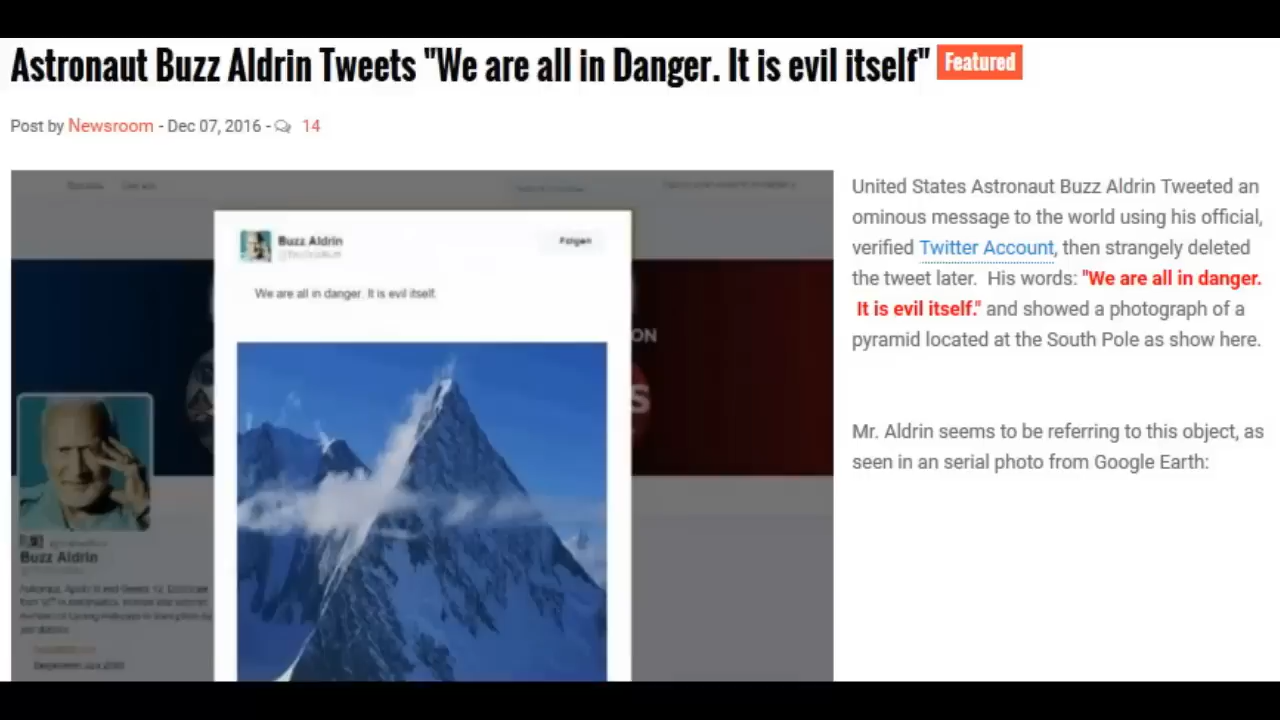 Astronaut Buzz Aldrin Tweets "We are all in Danger. It is evil itself" Featured
Post by Newsroom - Dec 07, 2016 - 14
Buzz Aldrin
Folgen
We are all in danger. It is evil itself.
ON
S
Buzz Aldrin
United States Astronaut Buzz Aldrin Tweeted an
ominous message to the world using his official,
verified Twitter Account, then strangely deleted
the tweet later. His words: "We are all in danger.
It is evil itself." and showed a photograph of a
pyramid located at the South Pole as show here.
Mr. Aldrin seems to be referring to this object, as
seen in an serial photo from Google Earth: